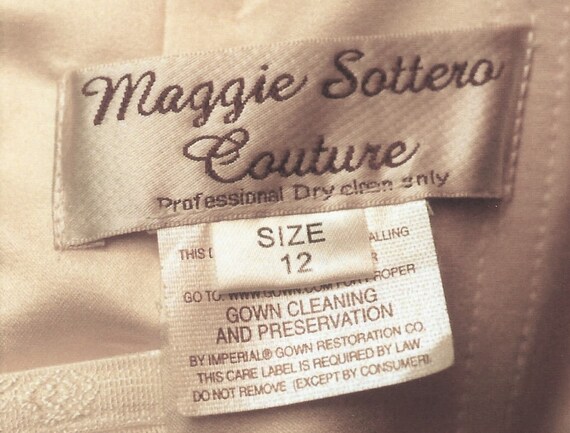 Maggie Sottero
Couture
Professional Dry clean only
SIZE
12
THIS
ALLING
GO TO: WWW.GOWN.COM FOR PROPER
GOWN CLEANING
AND PRESERVATION
BY IMPERIAL® GOWN RESTORATION CO.
THIS CARE LABEL IS REQUIRED BY LAW
DO NOT REMOVE (EXCEPT BY CONSUMER).